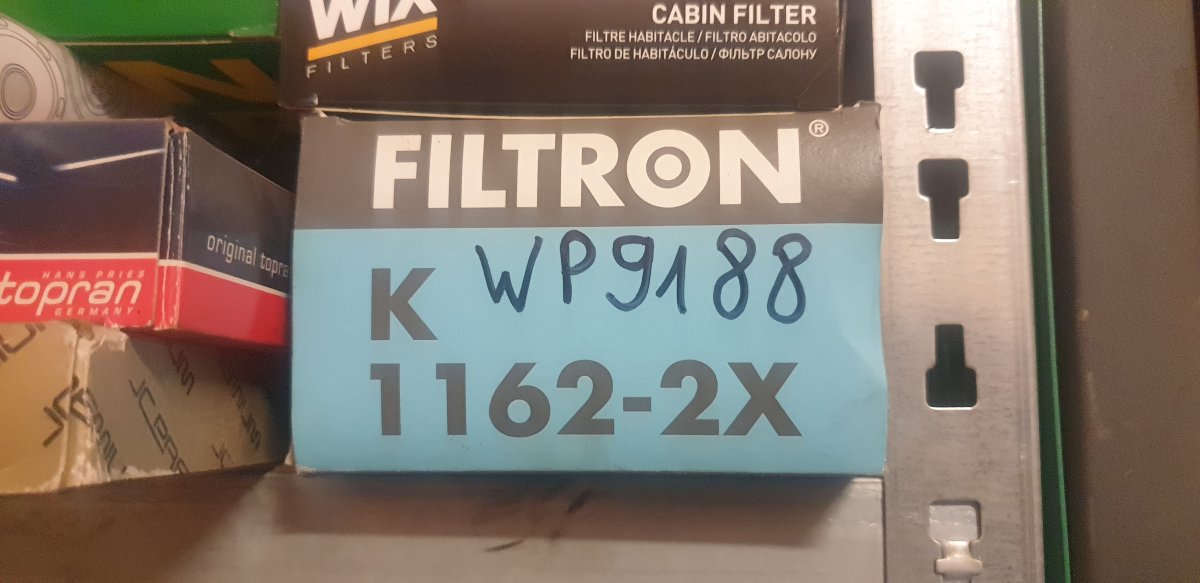 WIX
FILTERS
CABIN FILTER
FILTRE HABITACLE / FILTRO ABITACOLO
FILTRO DE HABITÁCULO / ФІЛЬТР САЛОНУ
FILTRON®
WP9188
K
1162-2X
original topra
HANS PRIES
topran
GERMANY